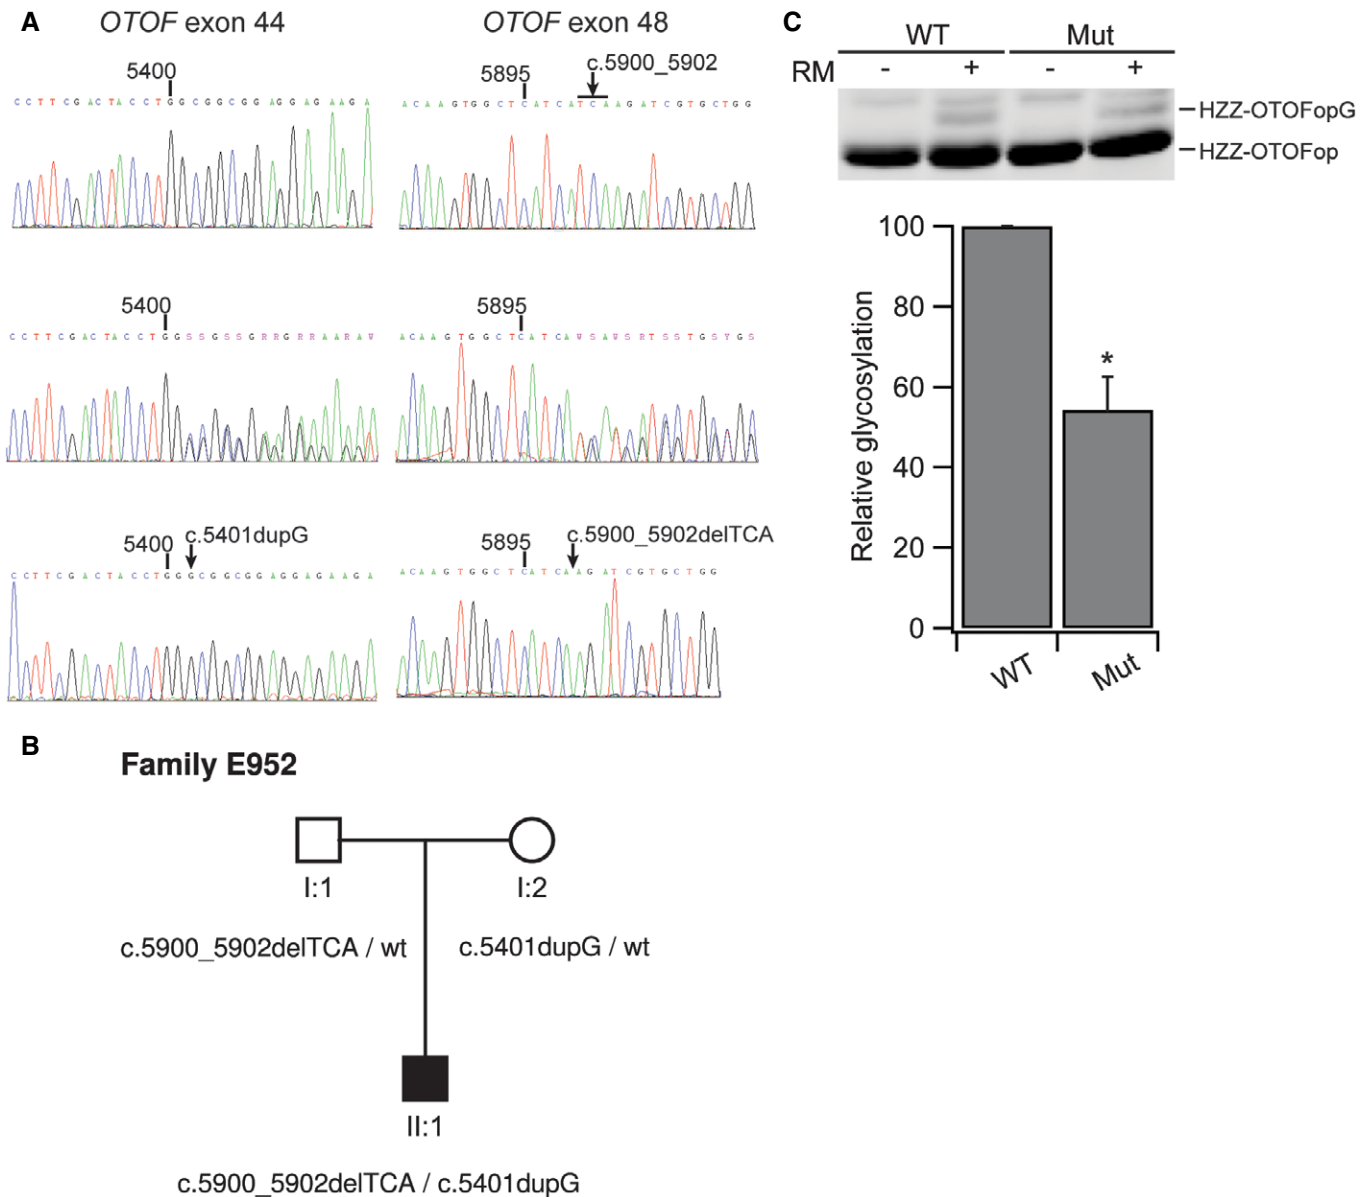 A
OTOF exon 44
OTOF exon 48
5400
C C T T C G A C T A C C C T G G C G G C G G A G G A G A A G A
5895
c.5900_5902
A C A A G T G G C T C A T C A T C A A G A T C G T G C T G G
5400
C C T T C G A C T A C C T G G S S G S S G R R G R R A A R A W
5895
A C A A G T G G C T C A T C A W S A W S R T S S T G S Y G S
5400
c.5401dupG
C C T T C G A C T A C C T G G G C G G C G G A G G A G A A G A
5895
c.5900_5902delTCA
A C A A G T G G C T C A T C A A G A T C G T G C T G G
B
Family E952
I:1
I:2
c.5900_5902delTCA / wt
c.5401dupG / wt
II:1
c.5900_5902delTCA / c.5401dupG
C
WT
Mut
RM - + - +
HZZ-OTOFopG
HZZ-OTOFop
Relative glycosylation
100
80
60
40
20
0
*
WT
Mut